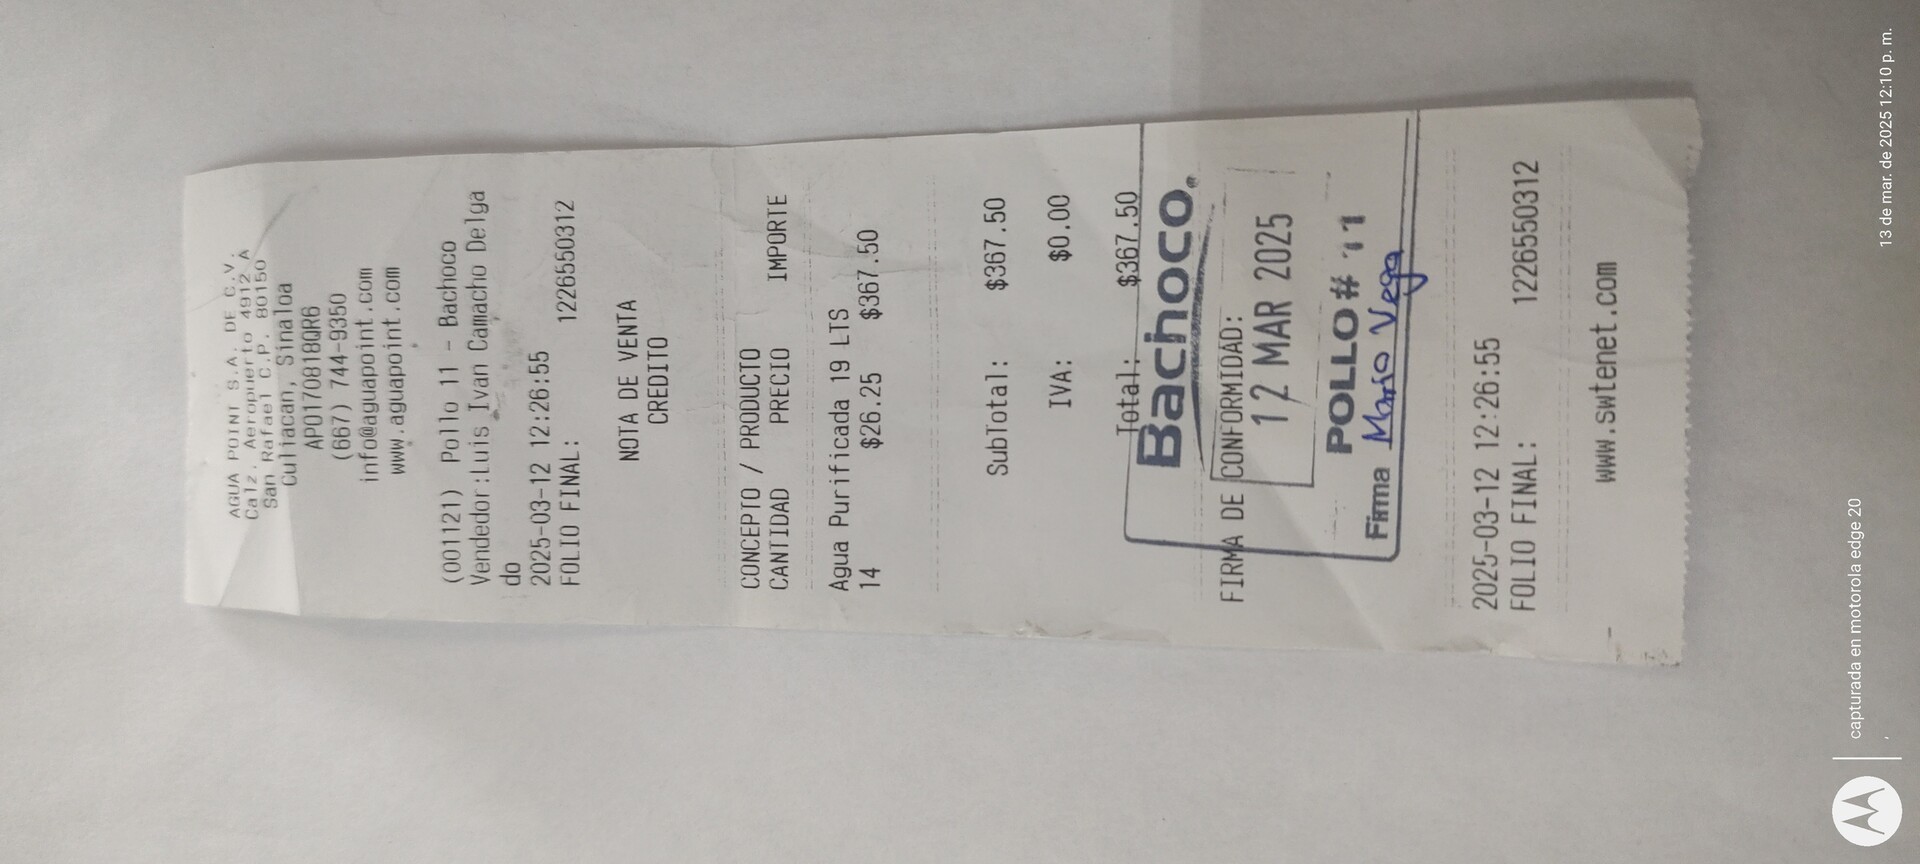 AGUA POINT S.A. DE C.V.
Calz. Aeropuerto 4912 A
San Rafael C.P. 80150
Culiacan, Sinaloa
APO170818QR6
(667) 744-9350
info@aguapoint.com
www.aguapoint.com
(001121) Pollo 11 - Bachoco
Vendedor:Luis Ivan Camacho Delga
do
2025-03-12 12:26:55
FOLIO FINAL: 1226550312
NOTA DE VENTA
CREDITO
CONCEPTO / PRODUCTO
CANTIDAD PRECIO IMPORTE
Agua Purificada 19 LTS
14 $26.25 $367.50
SubTotal: $367.50
IVA: $0.00
Total: $367.50
Bachoco
FIRMA DE CONFORMIDAD:
12 MAR 2025
POLLO # 11
Firma Mario Vega
2025-03-12 12:26:55
FOLIO FINAL: 1226550312
www.swtenet.com
capturada en motorola edge 20
13 de mar. de 2025 12:10 p. m.